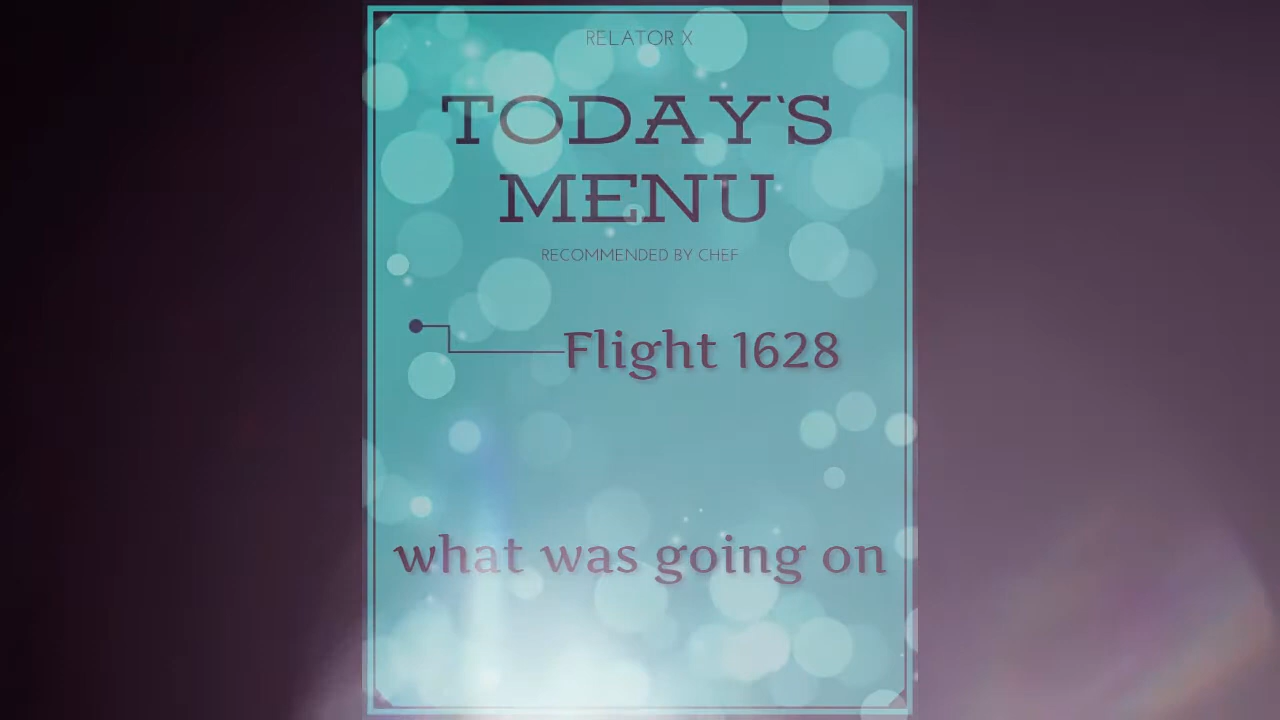 RELATOR X
TODAY'S
MENU
RECOMMENDED BY CHEF
Flight 1628
what was going on